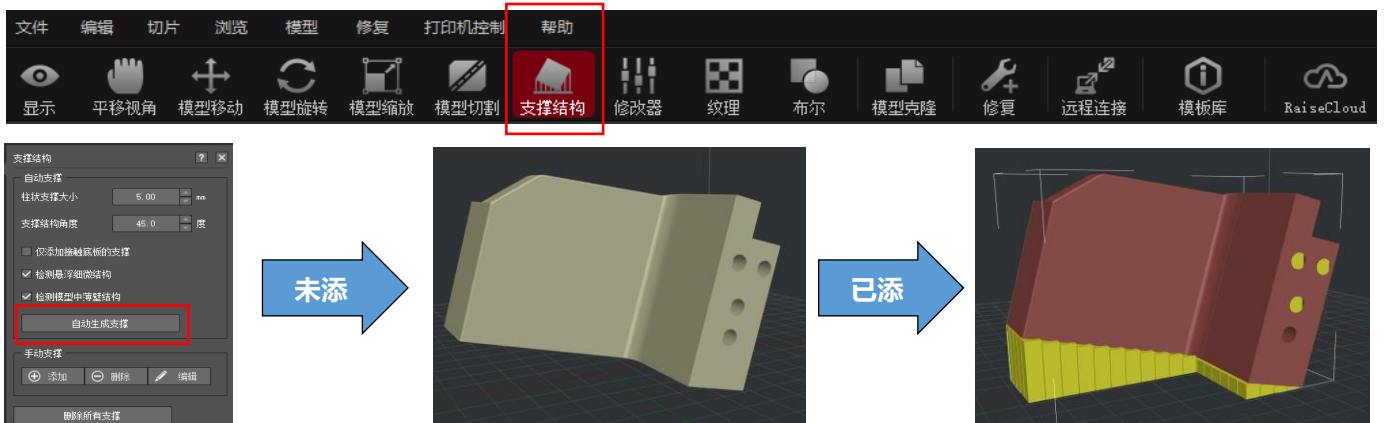 文件 编辑 切片 浏览 模型 修复 打印机控制 帮助
显示 平移视角 模型移动 模型旋转 模型缩放 模型切割 支撑结构 修改器 纹理 布尔 模型克隆 修复 远程连接 模板库 RaiseCloud
支撑结构 ? ×
自动支撑
柱状支撑大小 5.00 mm
支撑结构角度 45.0 度
仅添加接触底板的支撑
检测悬浮细微结构
检测模型中薄壁结构
自动生成支撑
手动支撑
添加 删除 编辑
删除所有支撑
未添
已添